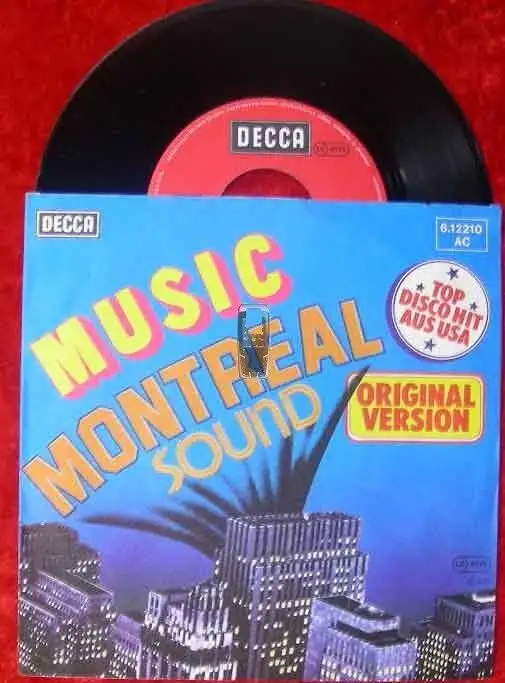 DECCA
DECCA
6.12210
AC
MUSIC
MONTREAL
SOUND
TOP
DISCO HIT
AUS USA
ORIGINAL
VERSION